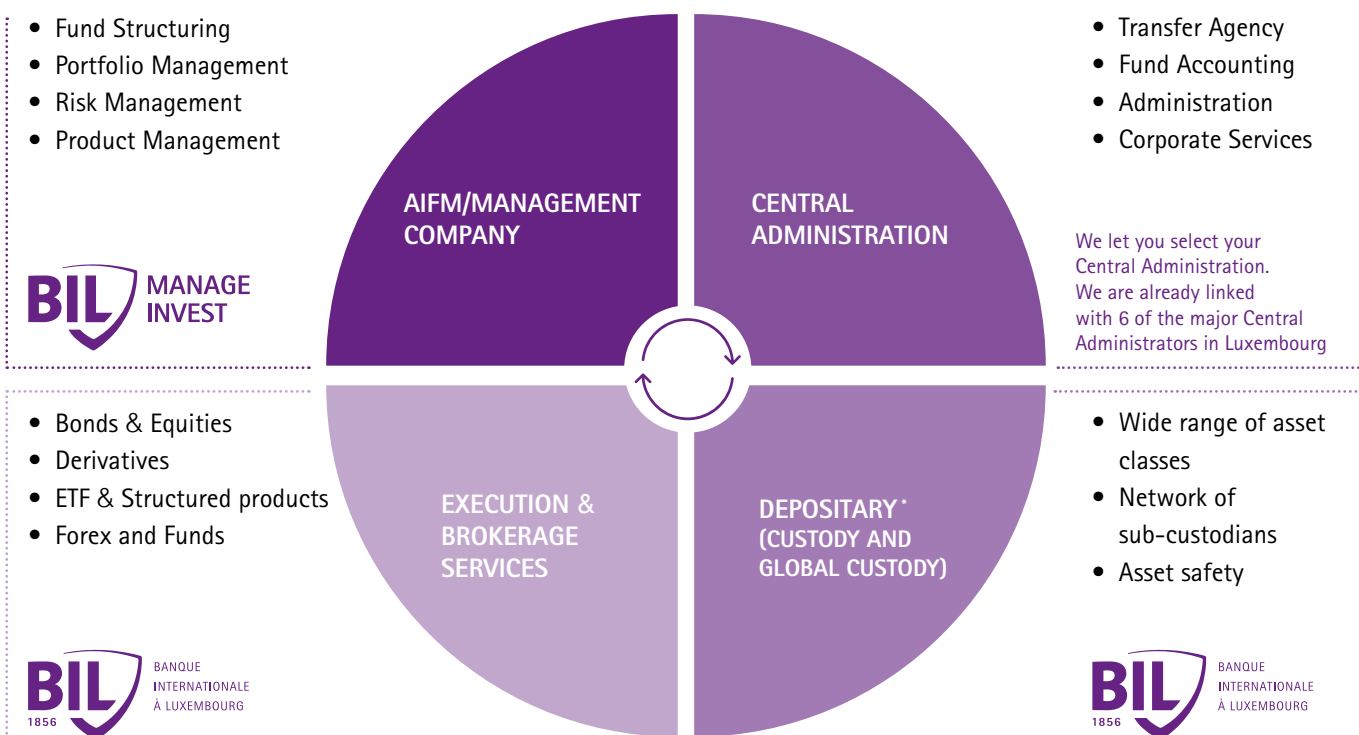 • Fund Structuring
• Portfolio Management
• Risk Management
• Product Management
BIL MANAGE
INVEST
AIFM/MANAGEMENT
COMPANY
CENTRAL
ADMINISTRATION
• Transfer Agency
• Fund Accounting
• Administration
• Corporate Services
We let you select your
Central Administration.
We are already linked
with 6 of the major Central
Administrators in Luxembourg
• Bonds & Equities
• Derivatives
• ETF & Structured products
• Forex and Funds
BIL
1856
BANQUE
INTERNATIONALE
À LUXEMBOURG
EXECUTION &
BROKERAGE
SERVICES
DEPOSITARY*
(CUSTODY AND
GLOBAL CUSTODY)
• Wide range of asset
classes
• Network of
sub-custodians
• Asset safety
BIL
1856
BANQUE
INTERNATIONALE
À LUXEMBOURG